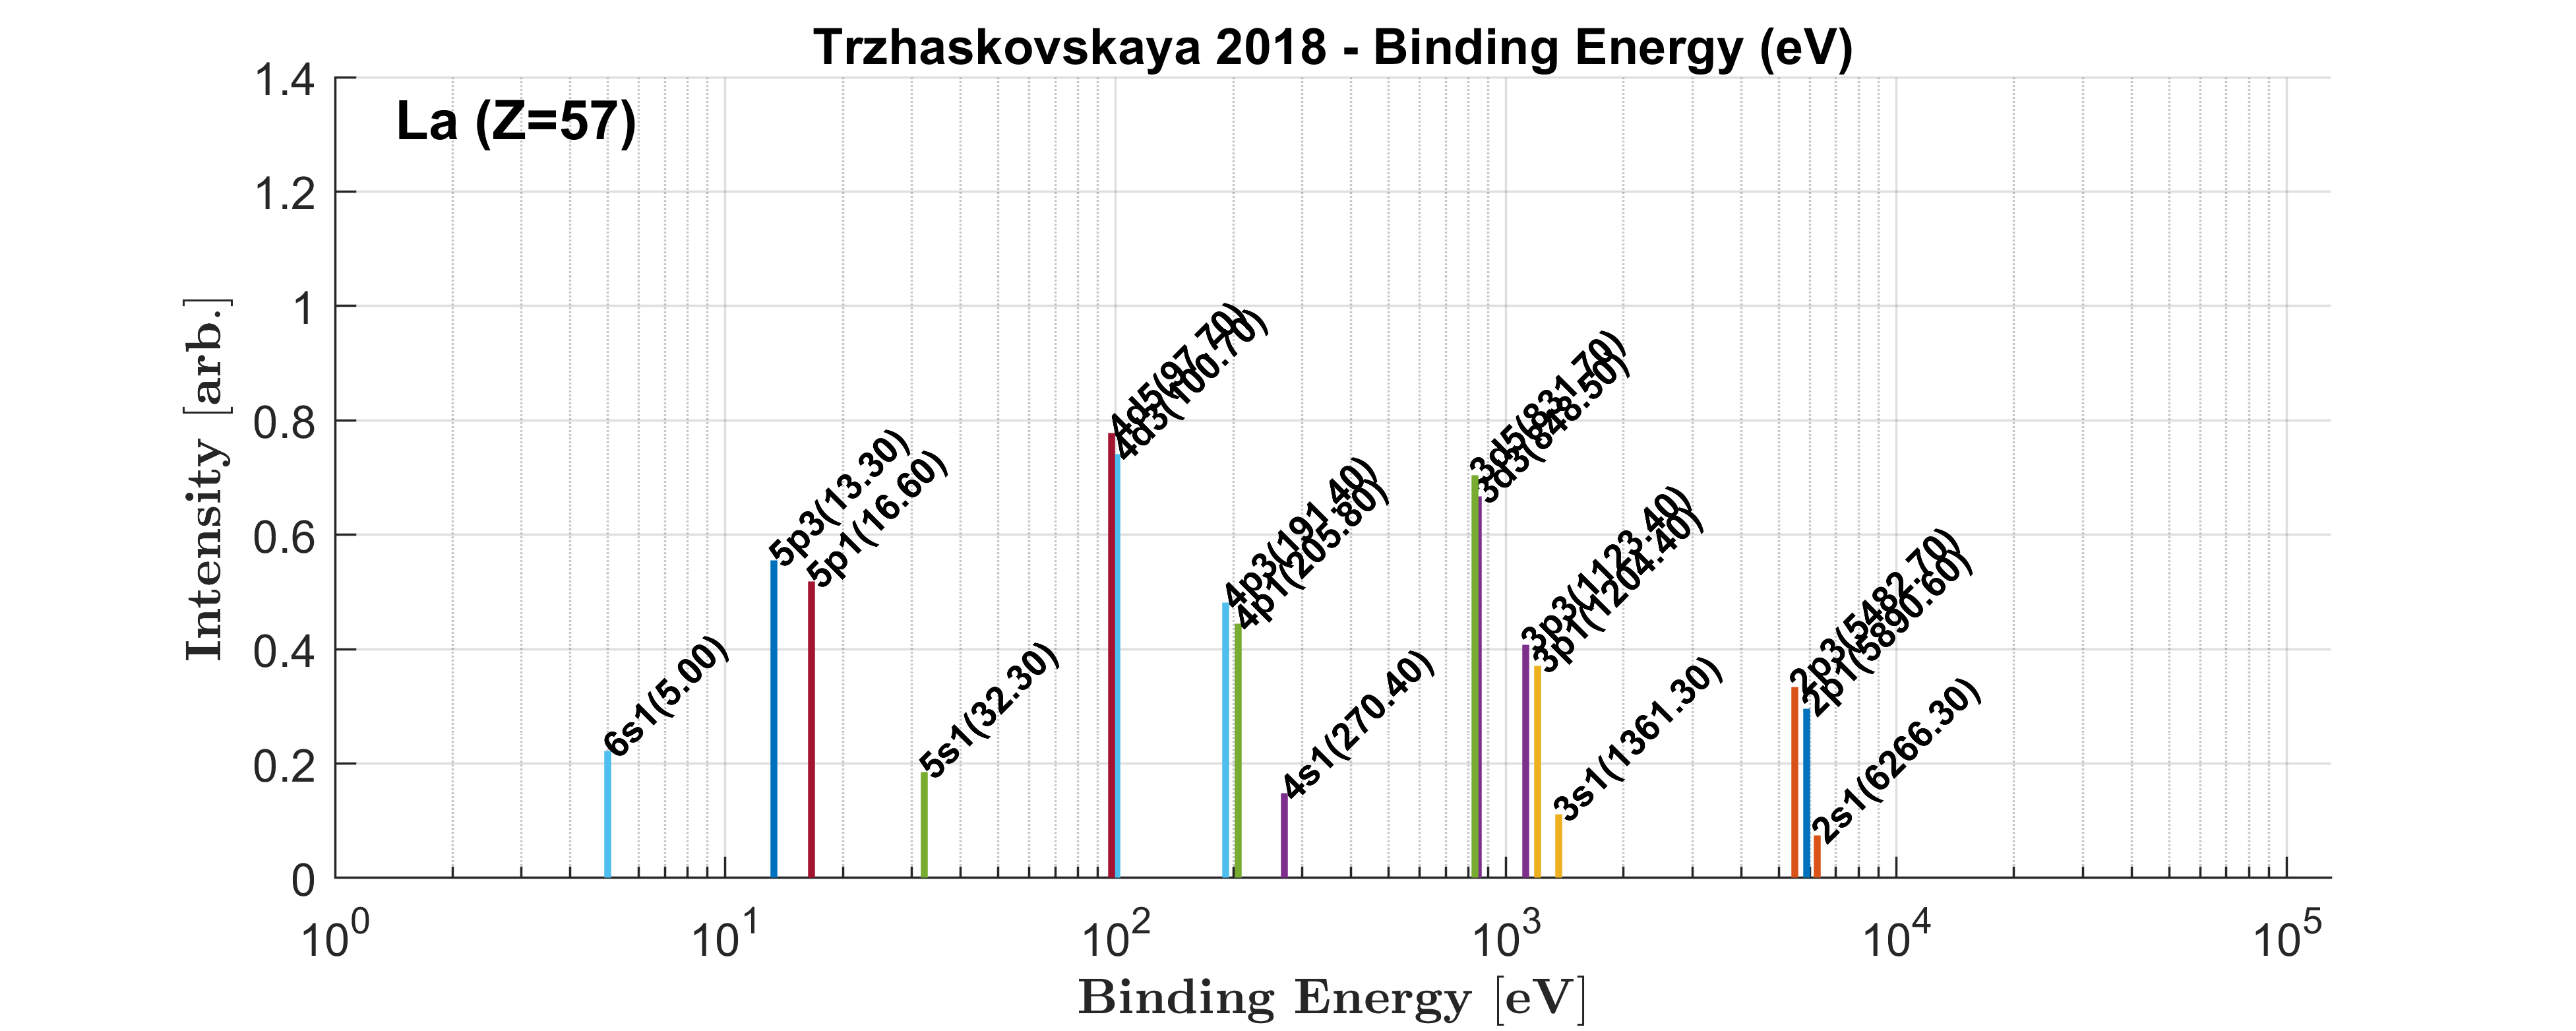 Trzhaskovskaya 2018 - Binding Energy (eV)
La (Z=57)
Intensity [arb.]
1.4
1.2
1
0.8
0.6
0.4
0.2
0
6s1(5.00)
5p3(13.30)
5p1(16.60)
5s1(32.30)
4d5(97.70)
4d3(100.70)
4p3(191.40)
4p1(205.80)
4s1(270.40)
3d5(831.70)
3d3(848.50)
3p3(1123.40)
3p1(1204.40)
3s1(1361.30)
2p3(5482.70)
2p1(5890.60)
2s1(6266.30)
10^0 10^1 10^2 10^3 10^4 10^5
Binding Energy [eV]